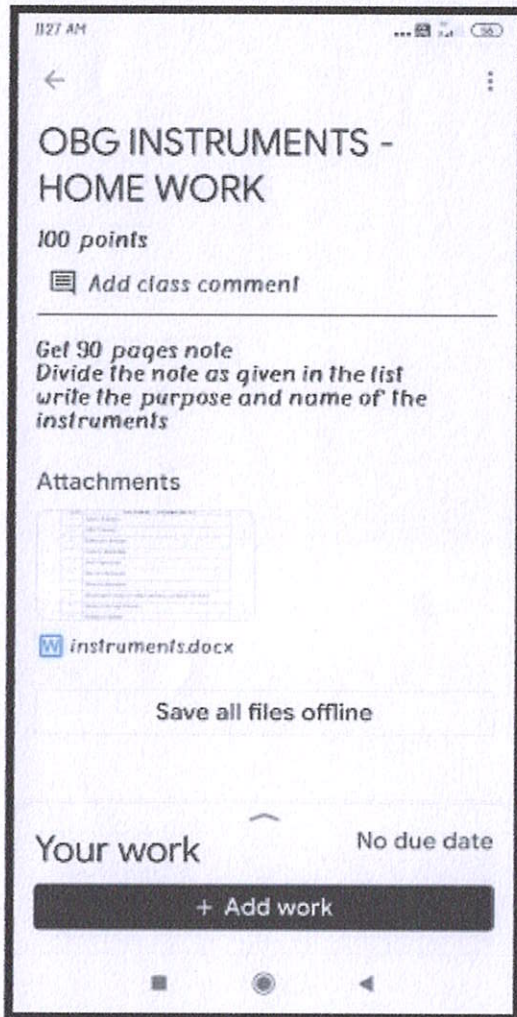 11:27 AM
56
OBG INSTRUMENTS -
HOME WORK
100 points
Add class comment
Get 90 pages note
Divide the note as given in the list
write the purpose and name of the
instruments
Attachments
W instruments.docx
Save all files offline
Your work No due date
+ Add work